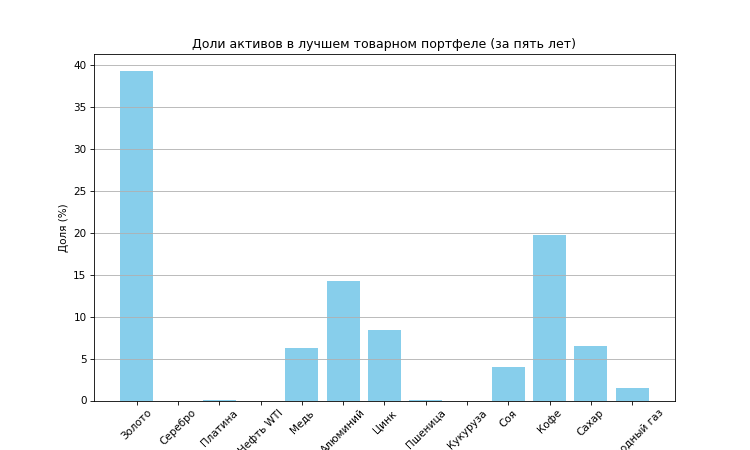 Доли активов в лучшем товарном портфеле (за пять лет)
Доля (%)
40
35
30
25
20
15
10
5
0
Золото
Серебро
Платина
Нефть WTI
Медь
Алюминий
Цинк
Пшеница
Кукуруза
Соя
Кофе
Сахар
одный газ